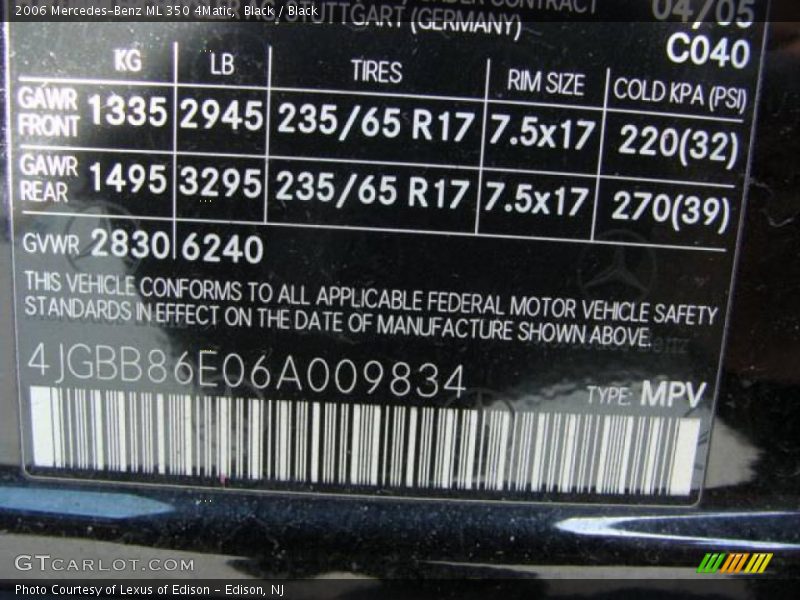 2006 Mercedes-Benz ML 350 4Matic, Black / Black
CONTRACT 04/05
STUTTGART (GERMANY)
C040
KG LB TIRES RIM SIZE COLD KPA (PSI)
GAWR FRONT 1335 2945 235/65 R17 7.5x17 220(32)
GAWR REAR 1495 3295 235/65 R17 7.5x17 270(39)
GVWR 2830 6240
THIS VEHICLE CONFORMS TO ALL APPLICABLE FEDERAL MOTOR VEHICLE SAFETY
STANDARDS IN EFFECT ON THE DATE OF MANUFACTURE SHOWN ABOVE.
4JGBB86E06A009834
TYPE: MPV
GTCARLOT.COM
Photo Courtesy of Lexus of Edison - Edison, NJ